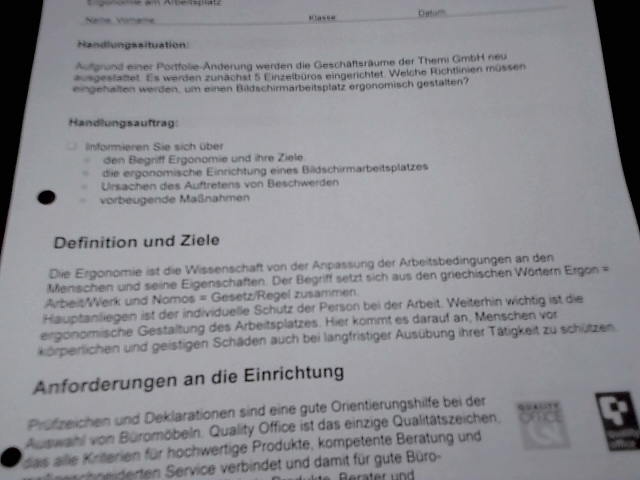 Ergonomie am Arbeitsplatz
Name, Vorname
Klasse
Datum
Handlungssituation:
Aufgrund einer Portfolio-Änderung werden die Geschäftsräume der Themi GmbH neu
ausgestattet. Es werden zunächst 5 Einzelbüros eingerichtet. Welche Richtlinien müssen
eingehalten werden, um einen Bildschirmarbeitsplatz ergonomisch gestalten?
Handlungsauftrag:
Informieren Sie sich über
den Begriff Ergonomie und ihre Ziele.
die ergonomische Einrichtung eines Bildschirmarbeitsplatzes
Ursachen des Auftretens von Beschwerden
vorbeugende Maßnahmen
Definition und Ziele
Die Ergonomie ist die Wissenschaft von der Anpassung der Arbeitsbedingungen an den
Menschen und seine Eigenschaften. Der Begriff setzt sich aus den griechischen Wörtern Ergon =
Arbeit/Werk und Nomos = Gesetz/Regel zusammen.
Hauptanliegen ist der individuelle Schutz der Person bei der Arbeit. Weiterhin wichtig ist die
ergonomische Gestaltung des Arbeitsplatzes. Hier kommt es darauf an, Menschen vor
körperlichen und geistigen Schäden auch bei langfristiger Ausübung ihrer Tätigkeit zu schützen.
Anforderungen an die Einrichtung
Prüfzeichen und Deklarationen sind eine gute Orientierungshilfe bei der
Auswahl von Büromöbeln. Quality Office ist das einzige Qualitätszeichen,
das alle Kriterien für hochwertige Produkte, kompetente Beratung und
maßgeschneiderten Service verbindet und damit für gute Büro-
Produkte, Berater und
QUALITY
OFFICE
quality
office